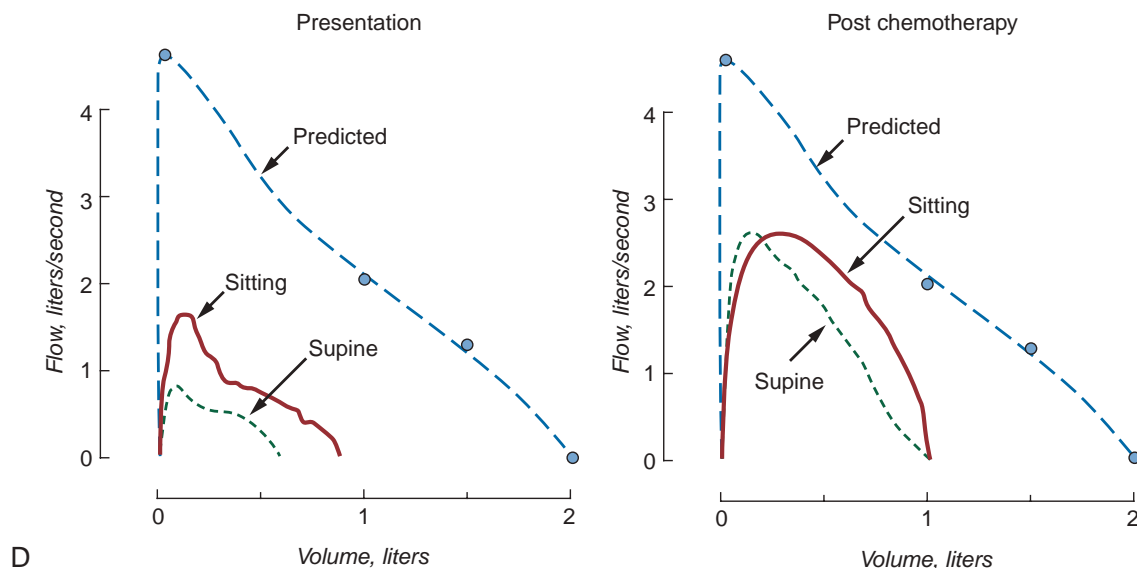 Presentation
Post chemotherapy
Flow, liters/second
4
3
2
1
0
Predicted
Sitting
Supine
0
1
2
Volume, liters
Flow, liters/second
4
3
2
1
0
Predicted
Sitting
Supine
0
1
2
Volume, liters
D